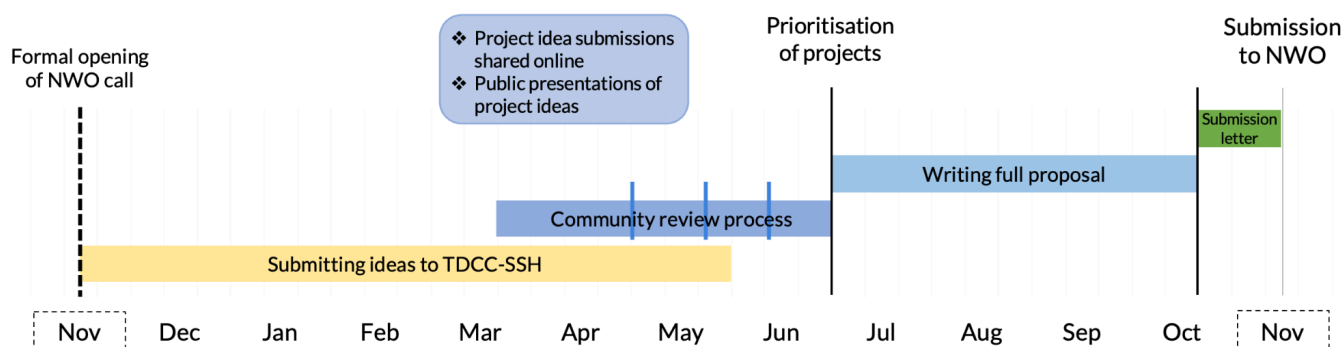 Formal opening
of NWO call
❖ Project idea submissions
shared online
❖ Public presentations of
project ideas
Prioritisation
of projects
Submission
to NWO
Submission
letter
Writing full proposal
Community review process
Submitting ideas to TDCC-SSH
Nov Dec Jan Feb Mar Apr May Jun Jul Aug Sep Oct Nov